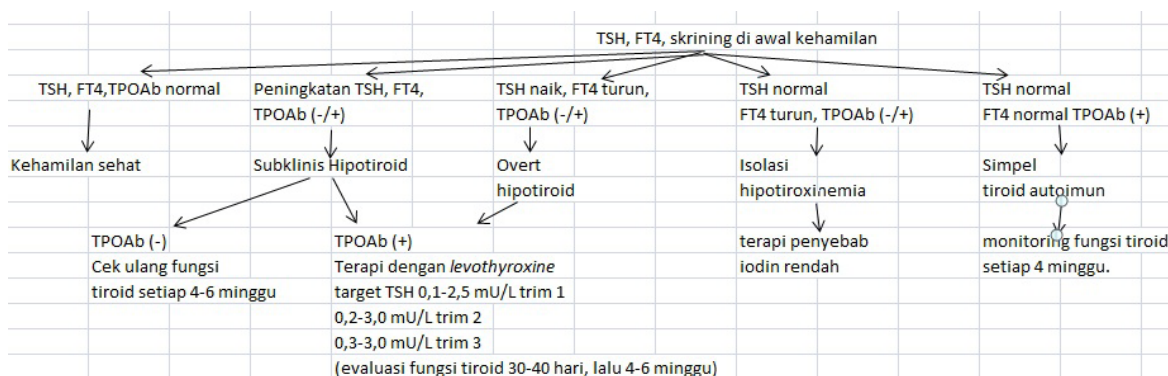 TSH, FT4, skrining di awal kehamilan
TSH, FT4,TPOAb normal
Peningkatan TSH, FT4,
TPOAb (-/+)
TSH naik, FT4 turun,
TPOAb (-/+)
TSH normal
FT4 turun, TPOAb (-/+)
TSH normal
FT4 normal TPOAb (+)
Kehamilan sehat
Subklinis Hipotiroid
Overt
hipotiroid
Isolasi
hipotiroxinemia
Simpel
tiroid autoimun
TPOAb (-)
Cek ulang fungsi
tiroid setiap 4-6 minggu
TPOAb (+)
Terapi dengan levothyroxine
target TSH 0,1-2,5 mU/L trim 1
0,2-3,0 mU/L trim 2
0,3-3,0 mU/L trim 3
(evaluasi fungsi tiroid 30-40 hari, lalu 4-6 minggu)
terapi penyebab
iodin rendah
monitoring fungsi tiroid
setiap 4 minggu.